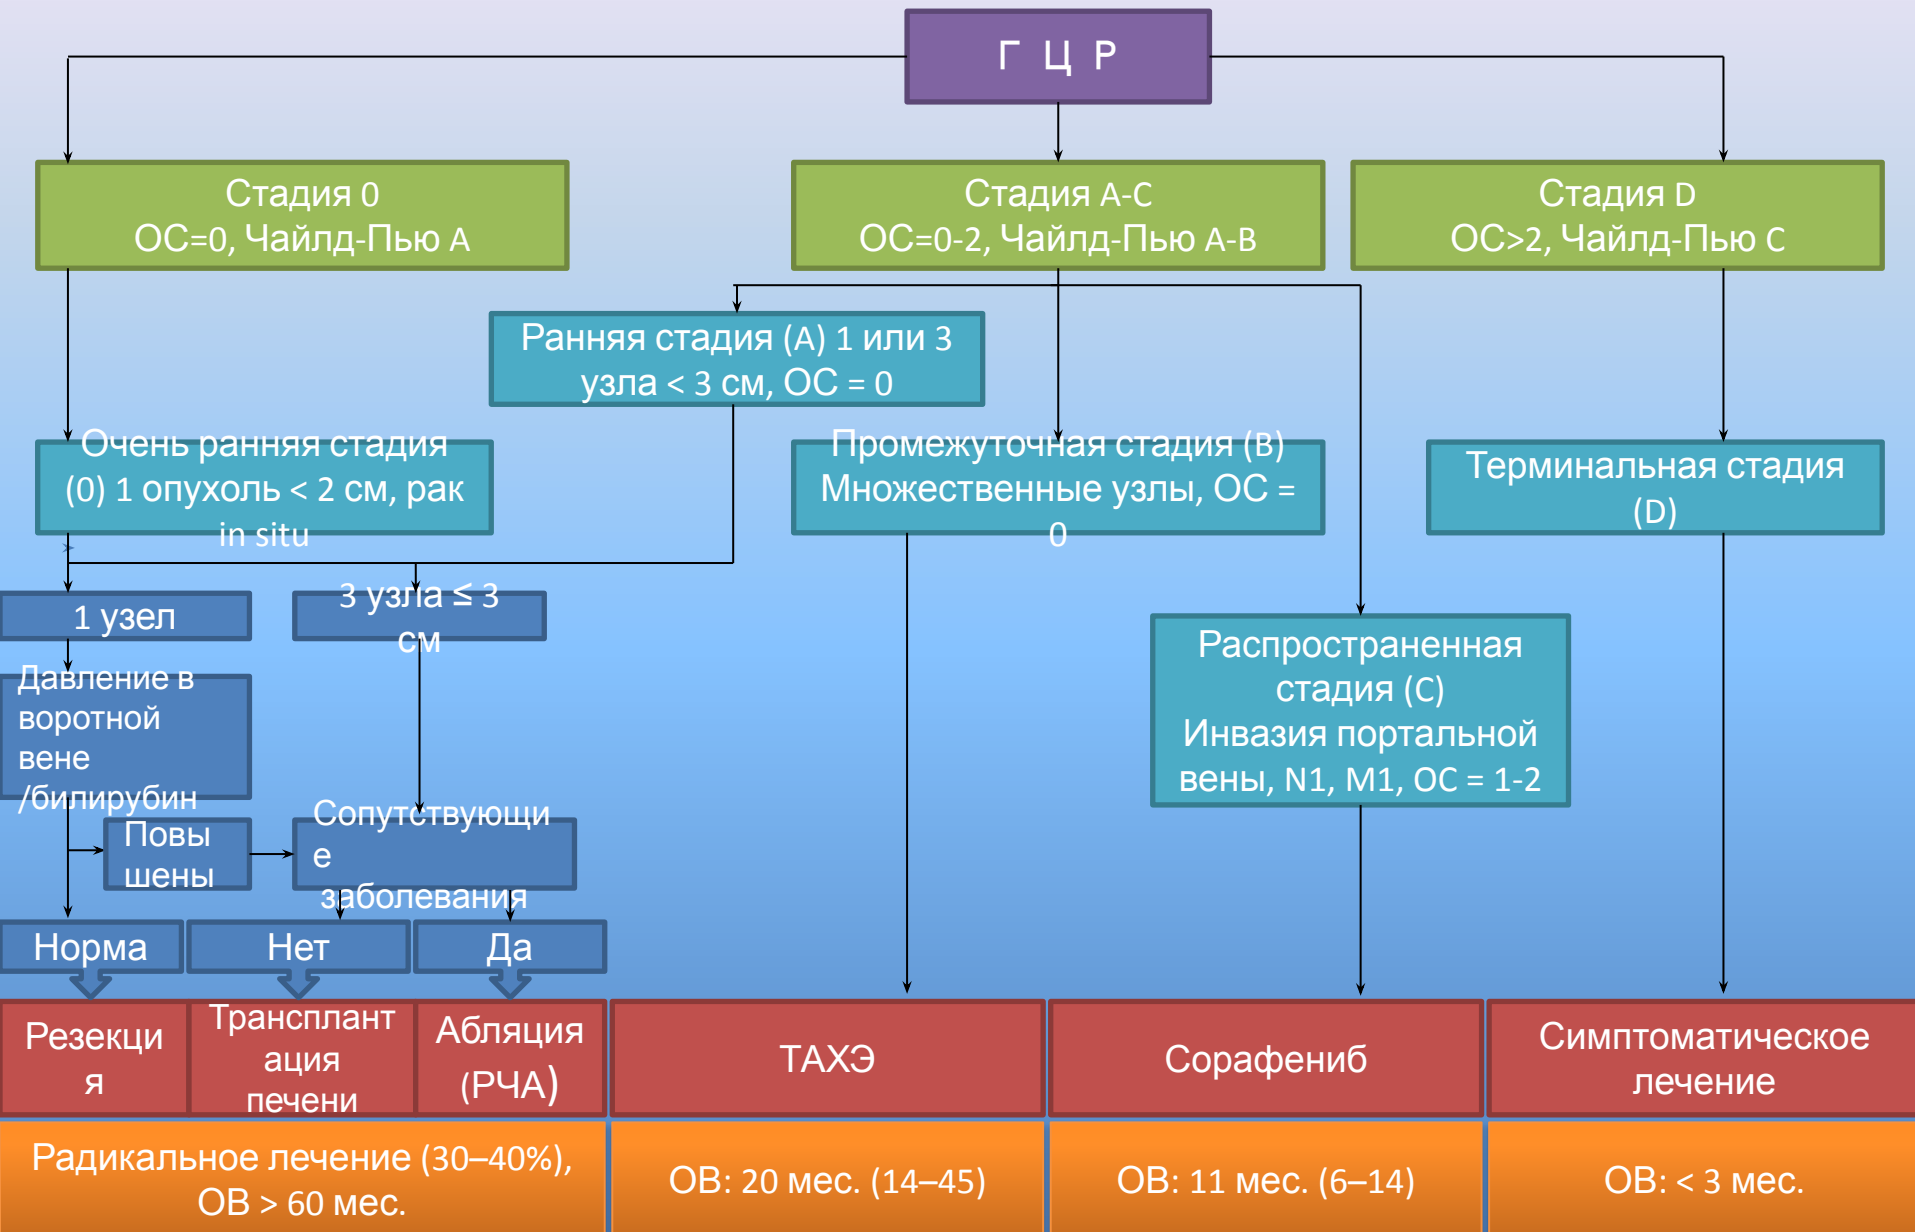 Г Ц Р
Стадия 0
ОС=0, Чайлд-Пью A
Стадия A-C
ОС=0-2, Чайлд-Пью A-B
Стадия D
ОС>2, Чайлд-Пью C
Ранняя стадия (A) 1 или 3
узла < 3 см, ОС = 0
Очень ранняя стадия
(0) 1 опухоль < 2 см, рак
in situ
Промежуточная стадия (B)
Множественные узлы, ОС =
0
Терминальная стадия
(D)
1 узел
3 узла ≤ 3
см
Распространенная
стадия (C)
Инвазия портальной
вены, N1, M1, ОС = 1-2
Давление в
воротной
вене
/билирубин
Повы
шены
Сопутствующи
е
заболевания
Норма
Нет
Да
Резекци
я
Трансплант
ация
печени
Абляция
(РЧА)
ТАХЭ
Сорафениб
Симптоматическое
лечение
Радикальное лечение (30–40%),
ОВ > 60 мес.
ОВ: 20 мес. (14–45)
ОВ: 11 мес. (6–14)
ОВ: < 3 мес.